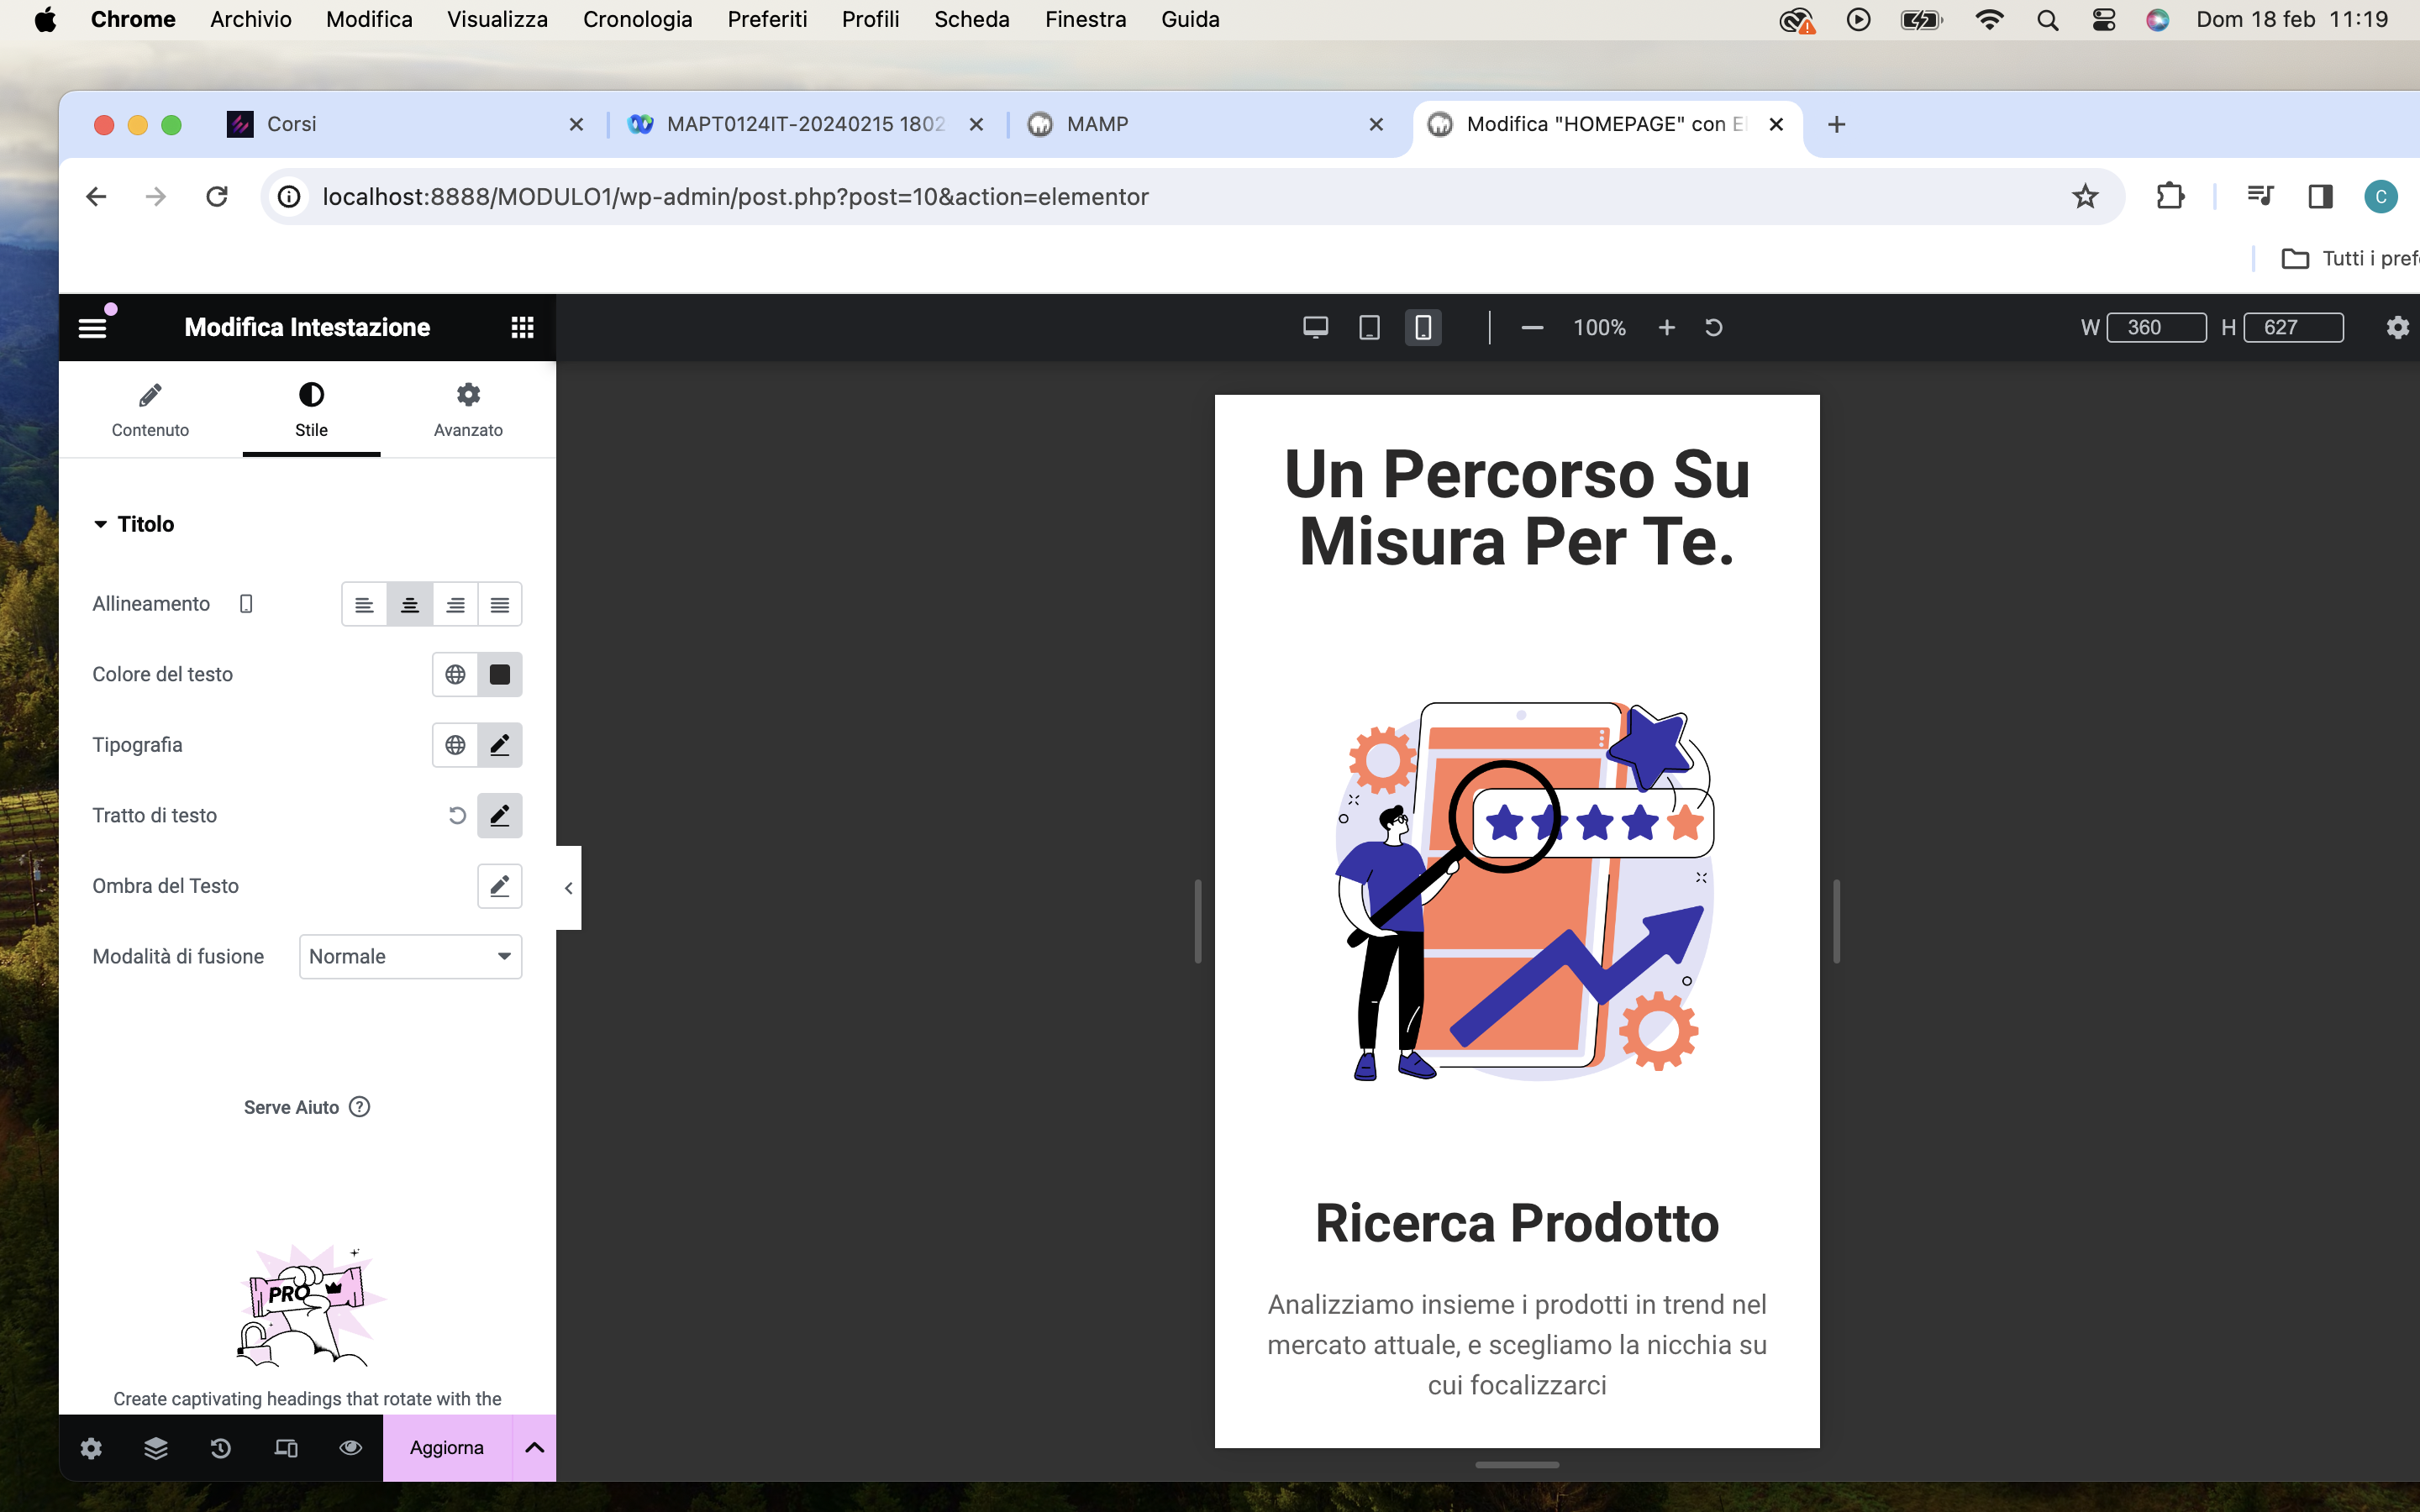 Chrome Archivio Modifica Visualizza Cronologia Preferiti Profili Scheda Finestra Guida Dom 18 feb 11:19
Corsi MAPT0124IT-20240215 1802 MAMP Modifica "HOMEPAGE" con El
localhost:8888/MODULO1/wp-admin/post.php?post=10&action=elementor C
Tutti i pref
Modifica Intestazione 100% W 360 H 627
Contenuto Stile Avanzato
Titolo
Allineamento
Colore del testo
Tipografia
Tratto di testo
Ombra del Testo
Modalità di fusione Normale
Serve Aiuto ?
PRO
Create captivating headings that rotate with the
Aggiorna
Un Percorso Su
Misura Per Te.
Ricerca Prodotto
Analizziamo insieme i prodotti in trend nel
mercato attuale, e scegliamo la nicchia su
cui focalizzarci